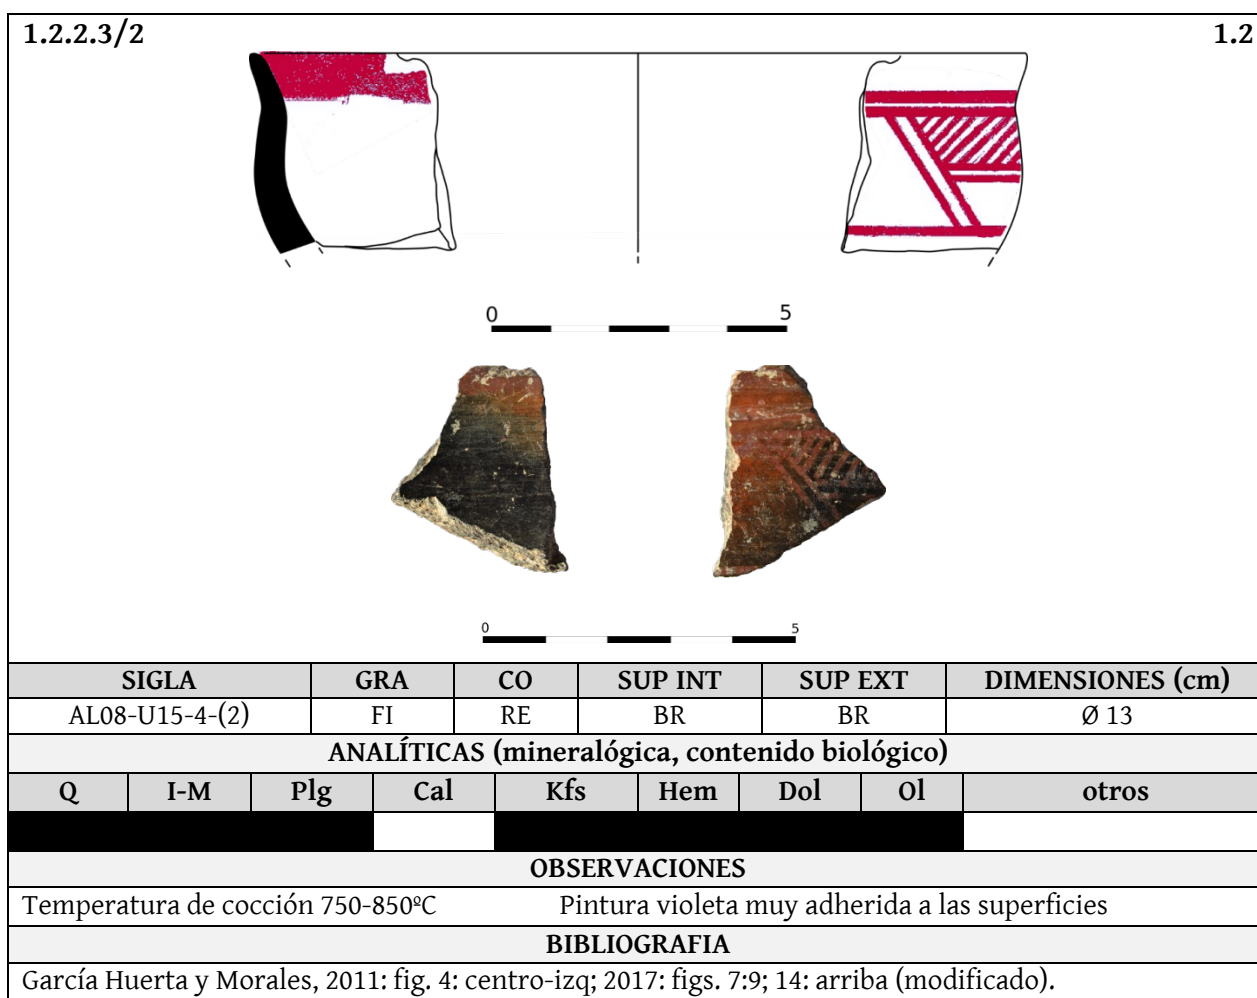 1.2.2.3/2 1.2
0 5
0 5
SIGLA GRA CO SUP INT SUP EXT DIMENSIONES (cm)
AL08-U15-4-(2) FI RE BR BR Ø 13
ANALÍTICAS (mineralógica, contenido biológico)
Q I-M Plg Cal Kfs Hem Dol Ol otros
OBSERVACIONES
Temperatura de cocción 750-850ºC Pintura violeta muy adherida a las superficies
BIBLIOGRAFIA
García Huerta y Morales, 2011: fig. 4: centro-izq; 2017: figs. 7:9; 14: arriba (modificado).